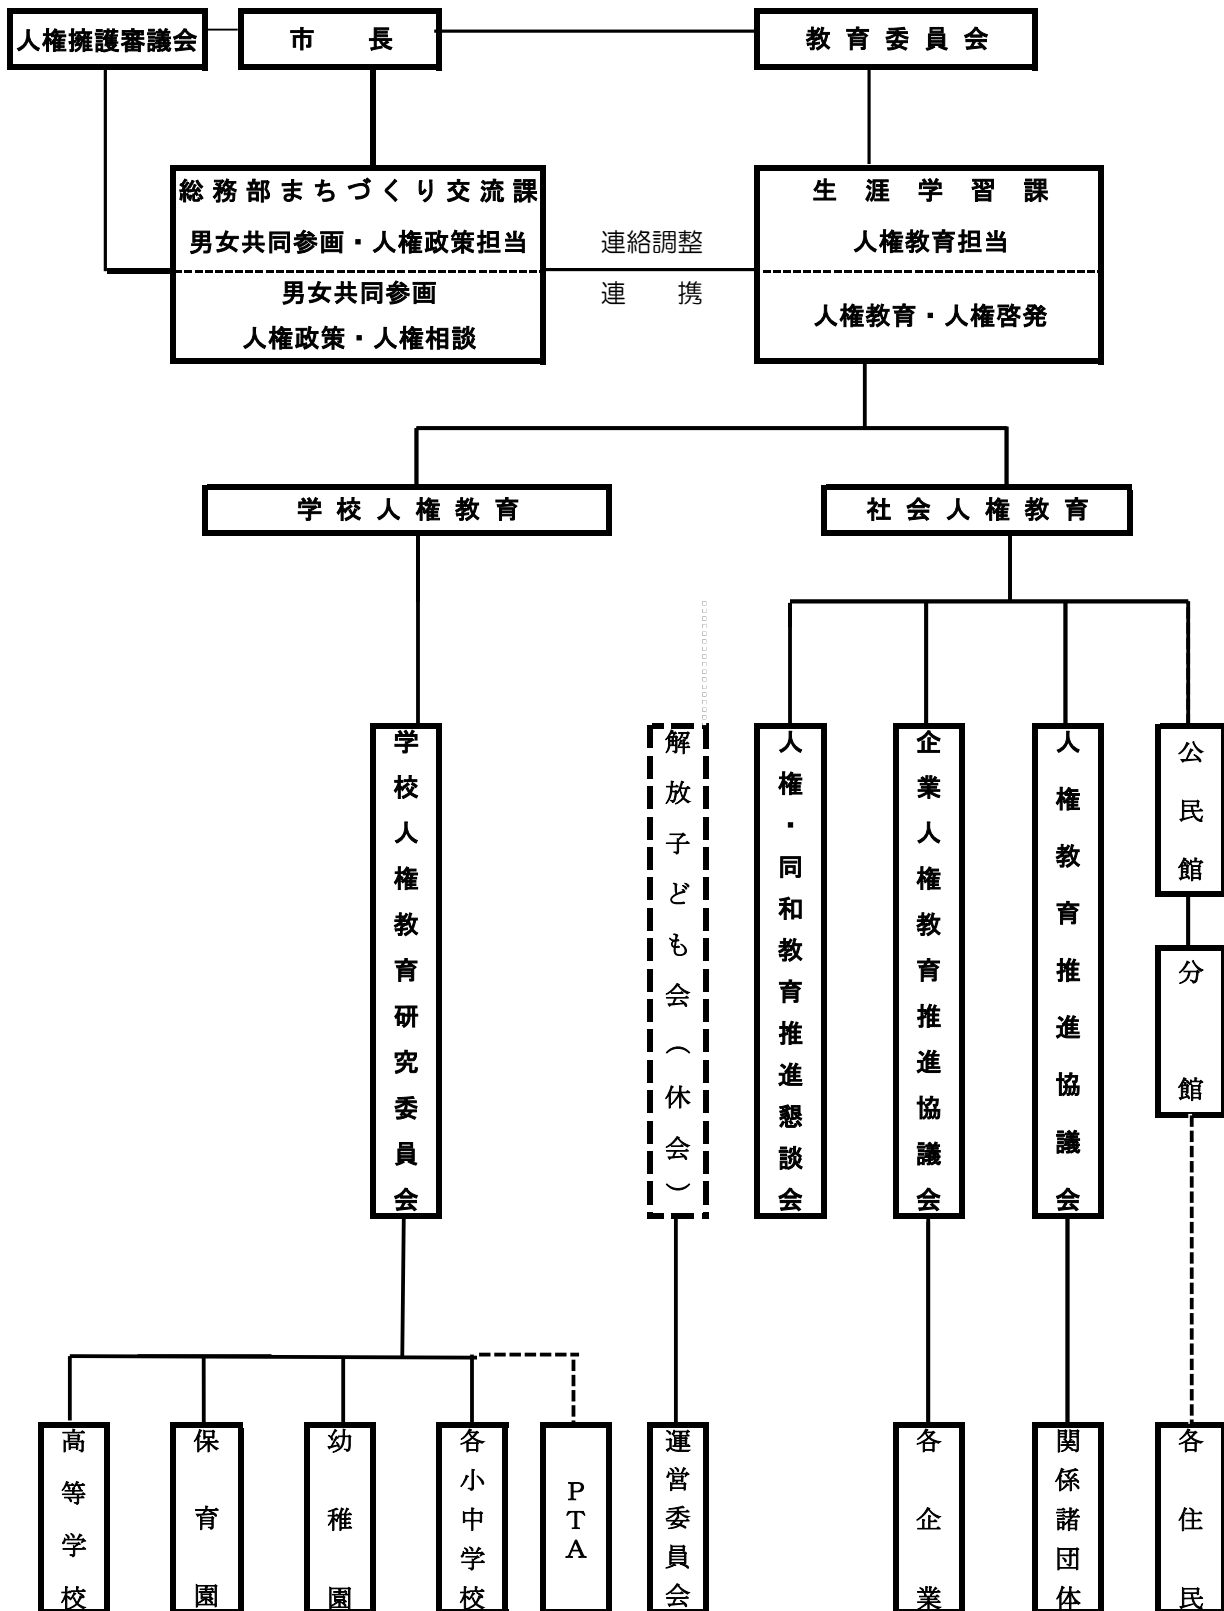 人権擁護審議会
市　　長
教 育 委 員 会
総務部まちづくり交流課
男女共同参画・人権政策担当
男女共同参画
人権政策・人権相談
連絡調整
連　　携
生 涯 学 習 課
人権教育担当
人権教育・人権啓発
学 校 人 権 教 育
社 会 人 権 教 育
学校人権教育研究委員会
解放子ども会（休会）
人権・同和教育推進懇談会
企業人権教育推進協議会
人権教育推進協議会
公民館
分館
高等学校
保育園
幼稚園
各小中学校
PTA
運営委員会
各企業
関係諸団体
各住民